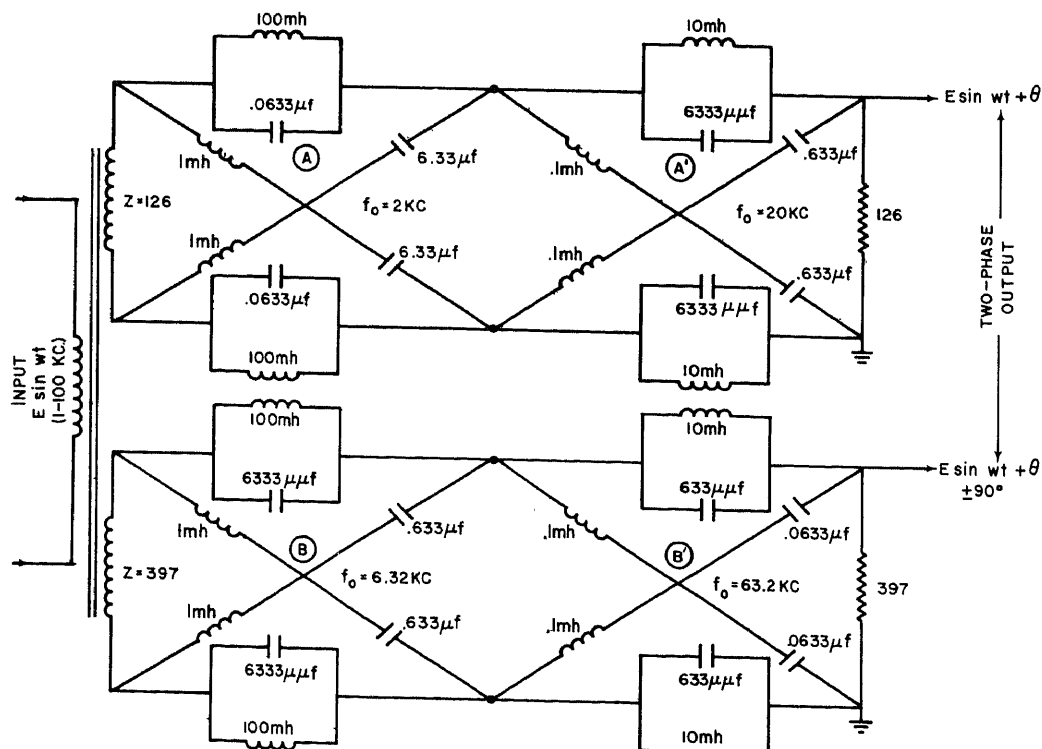 100mh
10mh
.0633µf
6333µµf
E sin wt + θ
1mh
A
6.33µf
.1mh
A'
.633µf
Z=126
f₀ = 2KC
f₀ = 20KC
126
1mh
6.33µf
.1mh
.633µf
.0633µf
6333µµf
100mh
10mh
INPUT
E sin wt
(1-100 KC.)
TWO-PHASE
OUTPUT
100mh
10mh
6333µµf
633µµf
E sin wt + θ
±90°
1mh
B
.633µf
.1mh
B'
.0633µf
Z=397
f₀ = 6.32KC
f₀ = 63.2KC
397
1mh
.633µf
.1mh
.0633µf
6333µµf
633µµf
100mh
10mh